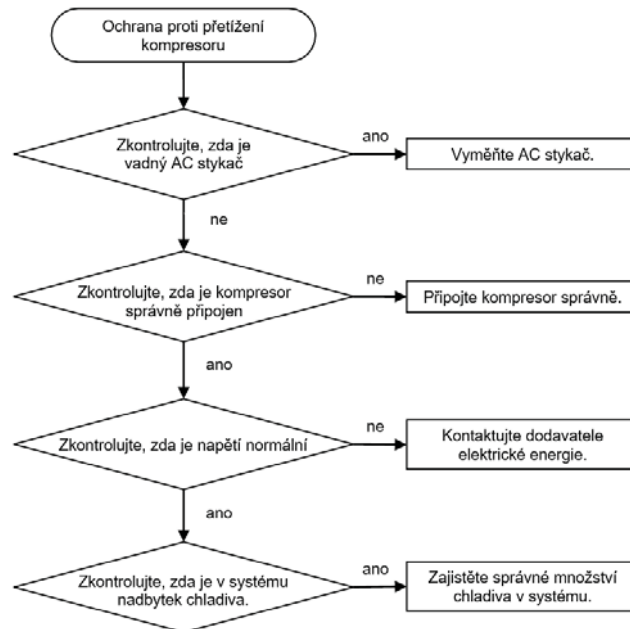 Ochrana proti přetížení
kompresoru
Zkontrolujte, zda je
vadný AC stykač
ano
Vyměňte AC stykač.
ne
Zkontrolujte, zda je kompresor
správně připojen
ne
Připojte kompresor správně.
ano
Zkontrolujte, zda je napětí normální
ne
Kontaktujte dodavatele
elektrické energie.
ano
Zkontrolujte, zda je v systému
nadbytek chladiva.
ano
Zajistěte správné množství
chladiva v systému.